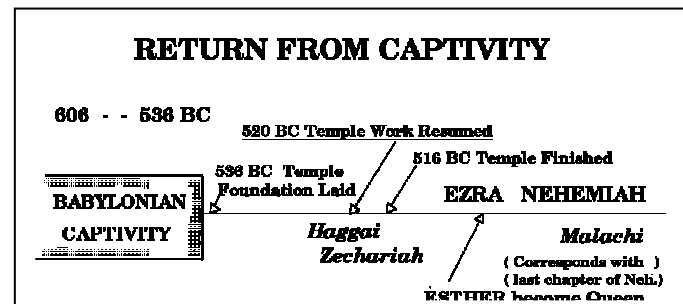 RETURN FROM CAPTIVITY
606 - - 536 BC
520 BC Temple Work Resumed
516 BC Temple Finished
536 BC Temple
Foundation Laid
EZRA NEHEMIAH
BABYLONIAN
CAPTIVITY
Haggai
Zechariah
Malachi
( Corresponds with )
( last chapter of Neh.)
ESTHER become Queen